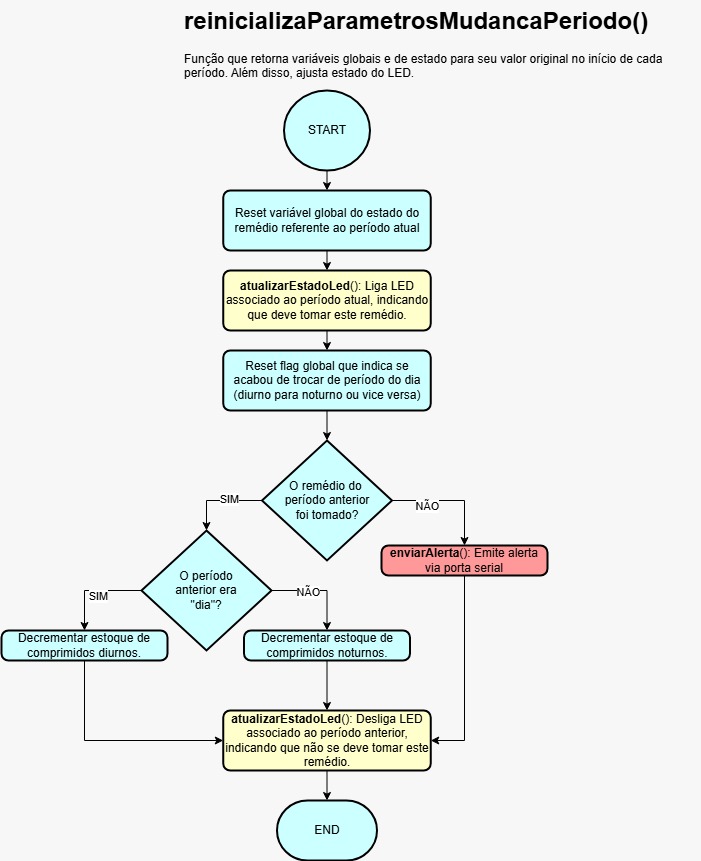 reinicializaParametrosMudancaPeriodo()
Função que retorna variáveis globais e de estado para seu valor original no início de cada
período. Além disso, ajusta estado do LED.
START
Reset variável global do estado do
remédio referente ao período atual
atualizarEstadoLed(): Liga LED
associado ao período atual, indicando
que deve tomar este remédio.
Reset flag global que indica se
acabou de trocar de período do dia
(diurno para noturno ou vice versa)
O remédio do
período anterior
foi tomado?
SIM
NÃO
enviarAlerta(): Emite alerta
via porta serial
O período
anterior era
"dia"?
SIM
NÃO
Decrementar estoque de
comprimidos diurnos.
Decrementar estoque de
comprimidos noturnos.
atualizarEstadoLed(): Desliga LED
associado ao período anterior,
indicando que não se deve tomar este
remédio.
END